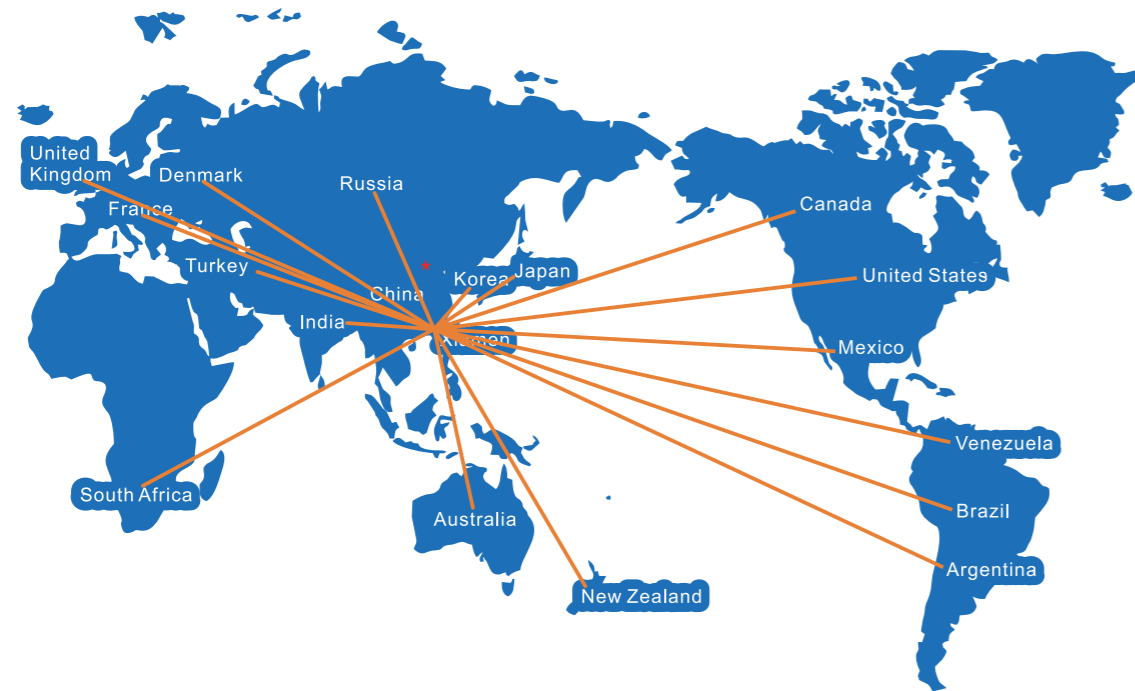 United
Kingdom
Denmark
Russia
France
Canada
Turkey
Korea
Japan
United States
China
India
Xiamen
Mexico
Venezuela
South Africa
Brazil
Australia
Argentina
New Zealand